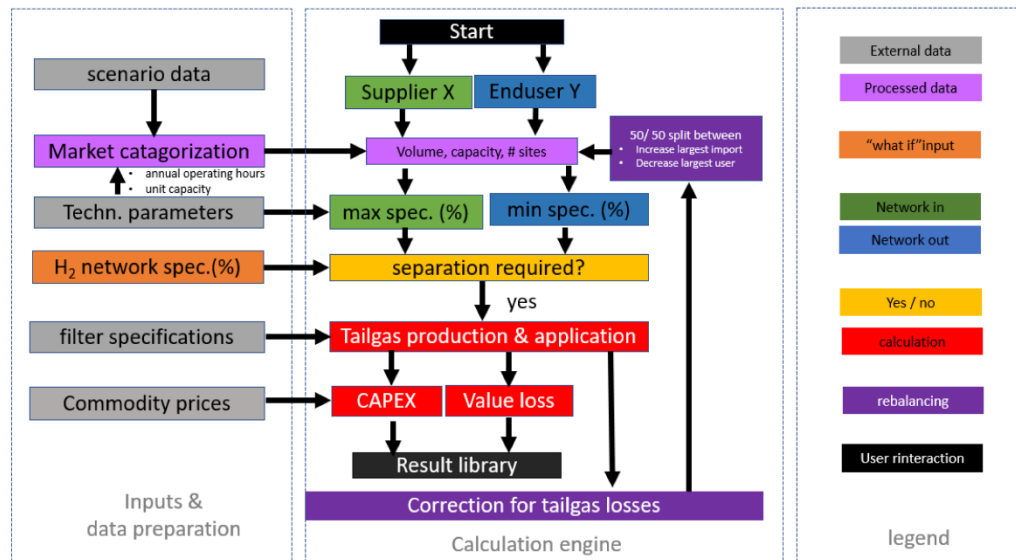 Start
scenario data
Supplier X
Enduser Y
Market catagorization
Volume, capacity, # sites
50/ 50 split between
• Increase largest import
• Decrease largest user
• annual operating hours
• unit capacity
Techn. parameters
max spec. (%)
min spec. (%)
H₂ network spec.(%)
separation required?
yes
filter specifications
Tailgas production & application
Commodity prices
CAPEX
Value loss
Result library
Correction for tailgas losses
Inputs &
data preparation
Calculation engine
External data
Processed data
“what if”input
Network in
Network out
Yes / no
calculation
rebalancing
User rinteraction
legend